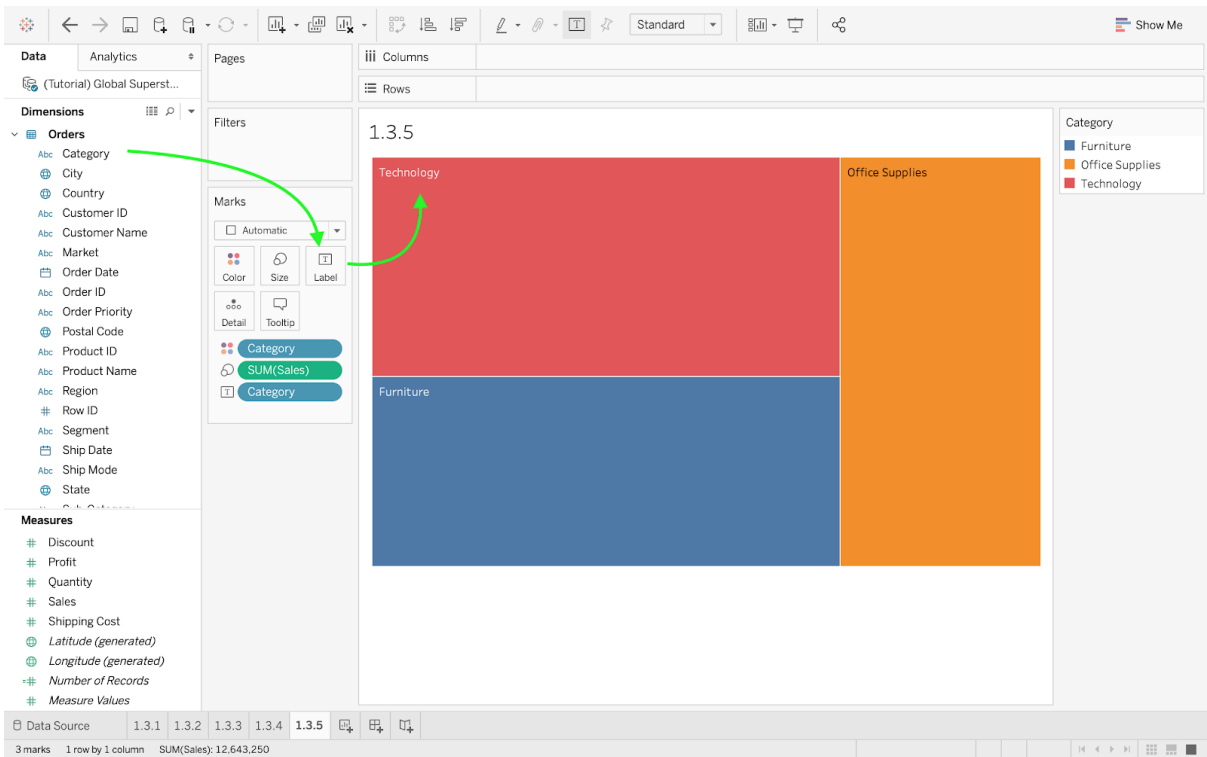 Standard
Show Me
Data
Analytics
(Tutorial) Global Superst...
Dimensions
Orders
Abc Category
City
Country
Abc Customer ID
Abc Customer Name
Abc Market
Order Date
Abc Order ID
Abc Order Priority
Postal Code
Abc Product ID
Abc Product Name
Abc Region
# Row ID
Abc Segment
Ship Date
Abc Ship Mode
State
Measures
# Discount
# Profit
# Quantity
# Sales
# Shipping Cost
Latitude (generated)
Longitude (generated)
=# Number of Records
# Measure Values
Pages
Filters
Marks
Automatic
Color
Size
T
Label
Detail
Tooltip
Category
SUM(Sales)
T Category
iii Columns
Rows
1.3.5
Technology
Office Supplies
Furniture
Category
Furniture
Office Supplies
Technology
Data Source
1.3.1
1.3.2
1.3.3
1.3.4
1.3.5
3 marks
1 row by 1 column
SUM(Sales): 12,643,250